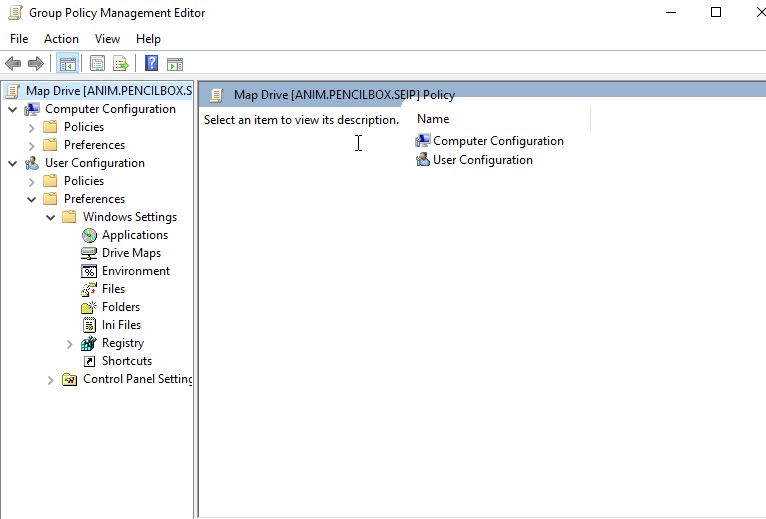 Group Policy Management Editor
File Action View Help
Map Drive [ANIM.PENCILBOX.S
Computer Configuration
Policies
Preferences
User Configuration
Policies
Preferences
Windows Settings
Applications
Drive Maps
Environment
Files
Folders
Ini Files
Registry
Shortcuts
Control Panel Setting
Map Drive [ANIM.PENCILBOX.SEIP] Policy
Select an item to view its description.
Name
Computer Configuration
User Configuration